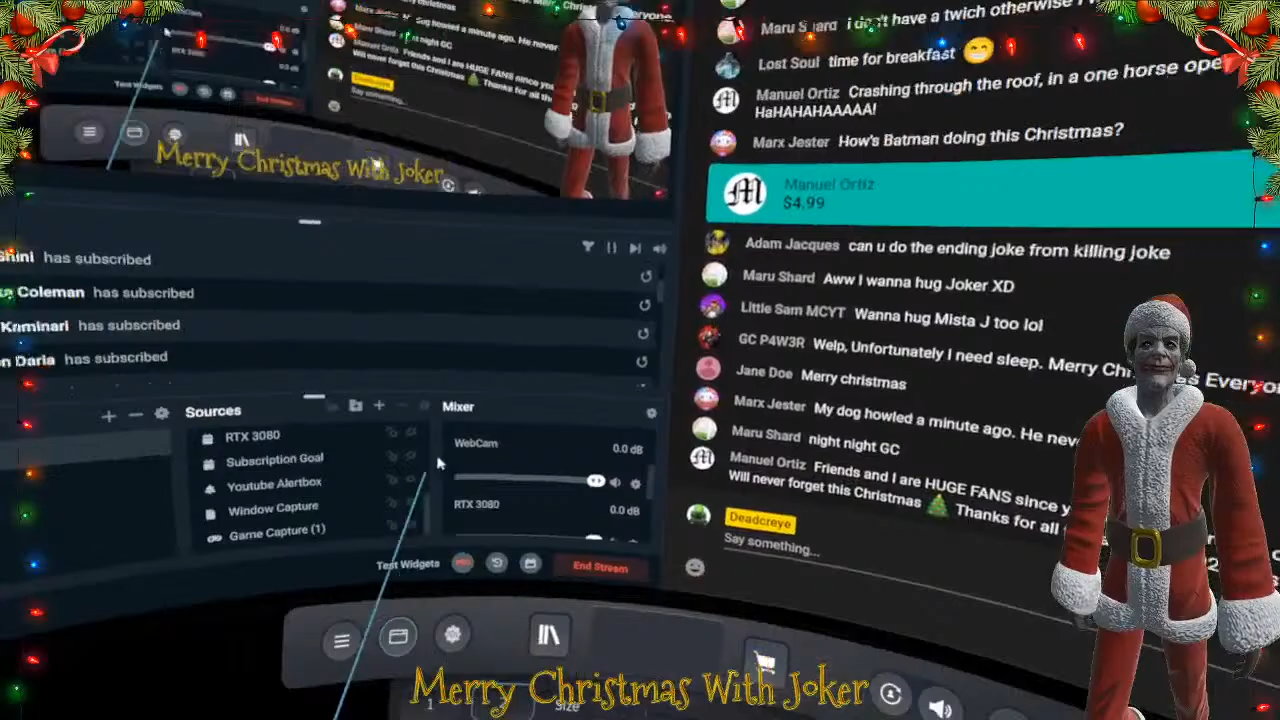 Merry Christmas With Joker
has subscribed
Coleman has subscribed
Kaminari has subscribed
Daria has subscribed
Sources
RTX 3080
Subscription Goal
Youtube Alertbox
Window Capture
Game Capture (1)
Mixer
WebCam
0.0 dB
RTX 3080
0.0 dB
Test Widgets
End Stream
Maru Shard i don't have a twich otherwise
Lost Soul time for breakfast 😁
Manuel Ortiz Crashing through the roof, in a one horse ope
HaHAHAHAAAAA!
Marx Jester How's Batman doing this Christmas?
Manuel Ortiz
$4.99
Adam Jacques can u do the ending joke from killing joke
Maru Shard Aww I wanna hug Joker XD
Little Sam MCYT Wanna hug Mista J too lol
GC P4W3R Welp, Unfortunately I need sleep. Merry Chr s Everyo
Jane Doe Merry christmas
Marx Jester My dog howled a minute ago. He nev
Maru Shard night night GC
Manuel Ortiz Friends and I are HUGE FANS since y
Will never forget this Christmas 🎄 Thanks for all
Deadcreye
Say something...
size
Merry Christmas With Joker